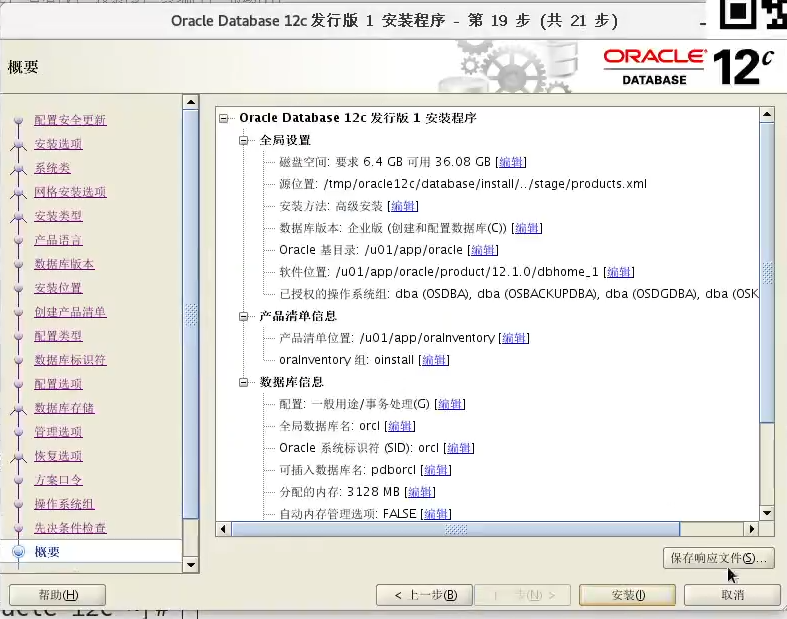 Oracle Database 12c 发行版 1 安装程序 - 第 19 步 (共 21 步)
概要
ORACLE
DATABASE
12c
配置安全更新
安装选项
系统类
网格安装选项
安装类型
产品语言
数据库版本
安装位置
创建产品清单
配置类型
数据库标识符
配置选项
数据库存储
管理选项
恢复选项
方案口令
操作系统组
先决条件检查
概要
Oracle Database 12c 发行版 1 安装程序
全局设置
磁盘空间: 要求 6.4 GB 可用 36.08 GB [编辑]
源位置: /tmp/oracle12c/database/install/../stage/products.xml
安装方法: 高级安装 [编辑]
数据库版本: 企业版 (创建和配置数据库(C)) [编辑]
Oracle 基目录: /u01/app/oracle [编辑]
软件位置: /u01/app/oracle/product/12.1.0/dbhome_1 [编辑]
已授权的操作系统组: dba (OSDBA), dba (OSBACKUPDBA), dba (OSDGDBA), dba (OSK
产品清单信息
产品清单位置: /u01/app/oraInventory [编辑]
oraInventory 组: oinstall [编辑]
数据库信息
配置: 一般用途/事务处理(G) [编辑]
全局数据库名: orcl [编辑]
Oracle 系统标识符 (SID): orcl [编辑]
可插入数据库名: pdborcl [编辑]
分配的内存: 3128 MB [编辑]
自动内存管理选项: FALSE [编辑]
保存响应文件(S)...
帮助(H)
< 上一步(B)
步(N) >
安装(I)
取消